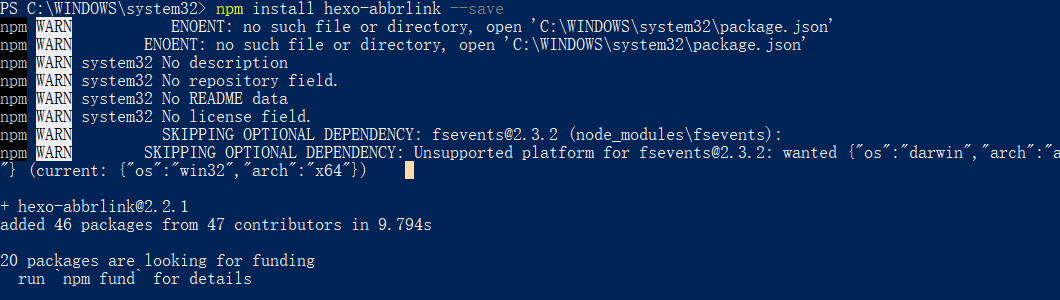 PS C:\WINDOWS\system32> npm install hexo-abbrlink --save
npm WARN ENOENT: no such file or directory, open 'C:\WINDOWS\system32\package.json'
npm WARN ENOENT: no such file or directory, open 'C:\WINDOWS\system32\package.json'
npm WARN system32 No description
npm WARN system32 No repository field.
npm WARN system32 No README data
npm WARN system32 No license field.
npm WARN SKIPPING OPTIONAL DEPENDENCY: fsevents@2.3.2 (node_modules\fsevents):
npm WARN SKIPPING OPTIONAL DEPENDENCY: Unsupported platform for fsevents@2.3.2: wanted {"os":"darwin","arch":"a
"} (current: {"os":"win32","arch":"x64"})
+ hexo-abbrlink@2.2.1
added 46 packages from 47 contributors in 9.794s
20 packages are looking for funding
run `npm fund` for details